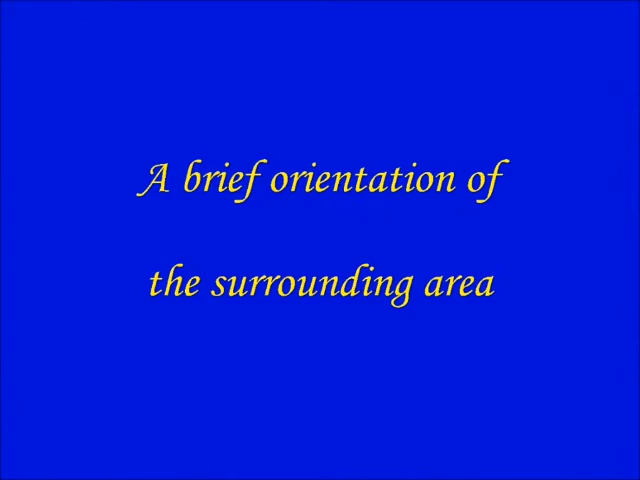 A brief orientation of
the surrounding area